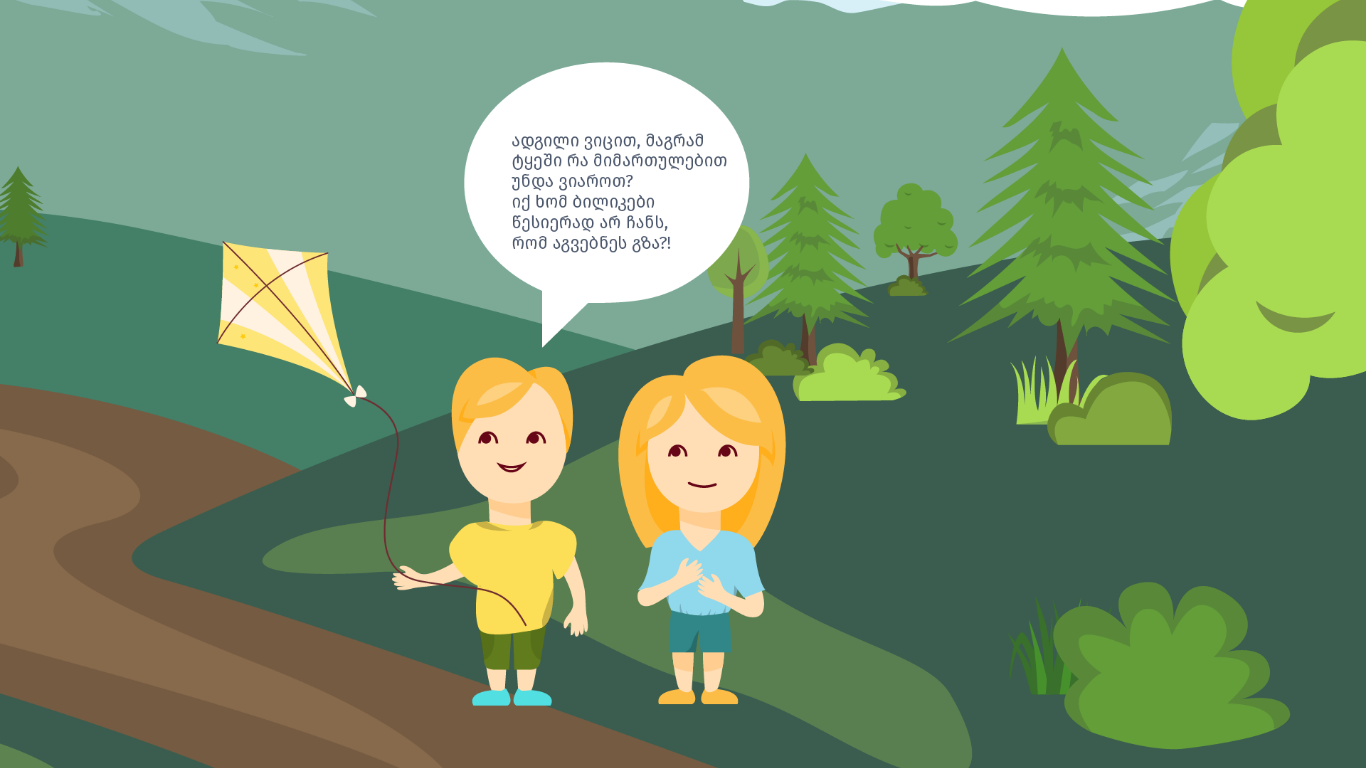 ადგილი ვიცით, მაგრამ
ტყეში რა მიმართულებით
უნდა ვიაროთ?
იქ ხომ ბილიკები
წესიერად არ ჩანს,
რომ აგვებნეს გზა?!